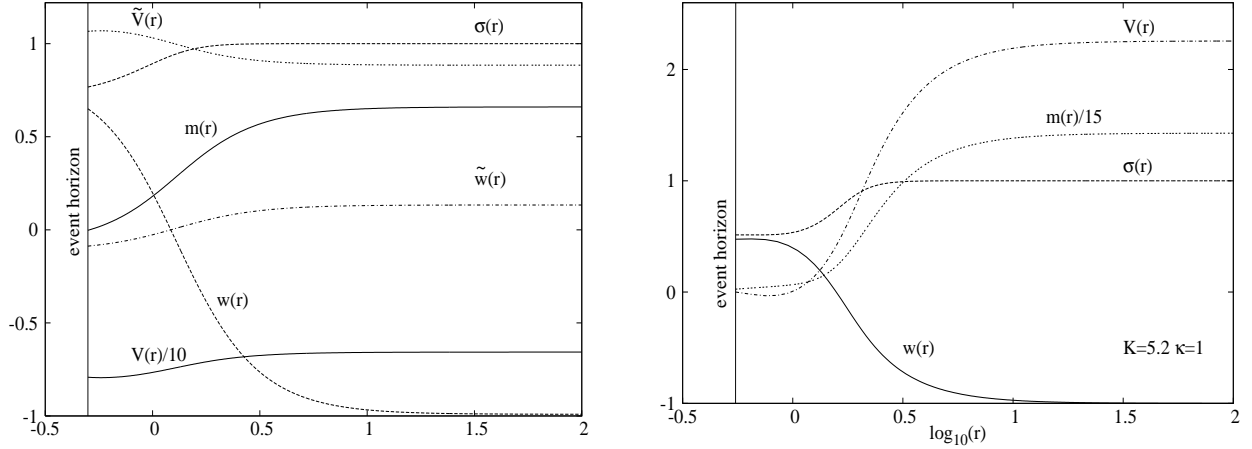 Ṽ(r)
σ(r)
1
0.5
0
-0.5
-1
m(r)
w̃(r)
event horizon
w(r)
V(r)/10
-0.5
0
0.5
1
1.5
2
V(r)
2
m(r)/15
σ(r)
1
event horizon
0
w(r)
K=5.2 κ=1
-1
-0.5
0
0.5
1
1.5
2
log₁₀(r)